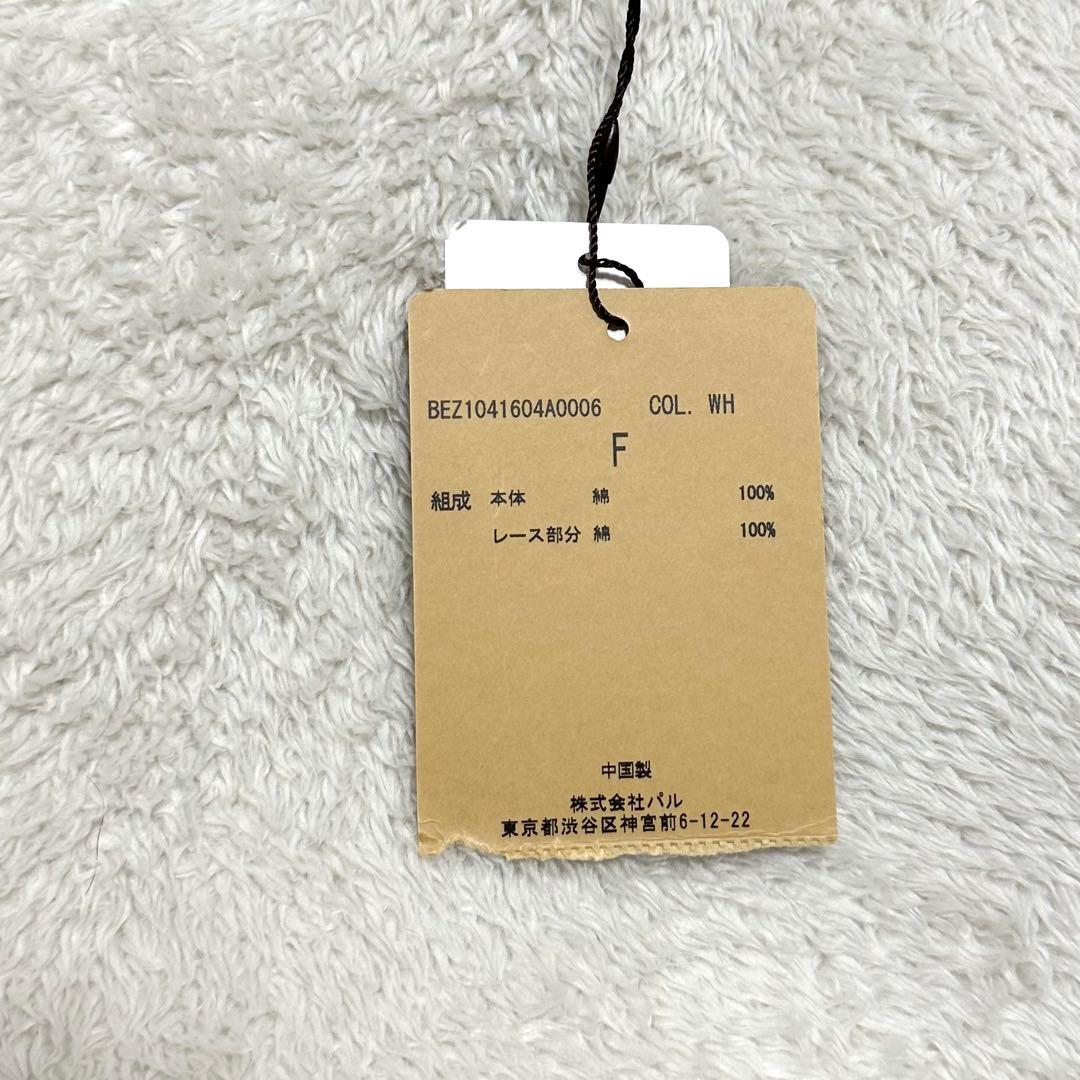 BEZ1041604A0006 COL. WH
F
組成 本体 綿 100%
レース部分 綿 100%
中国製
株式会社パル
東京都渋谷区神宮前6-12-22